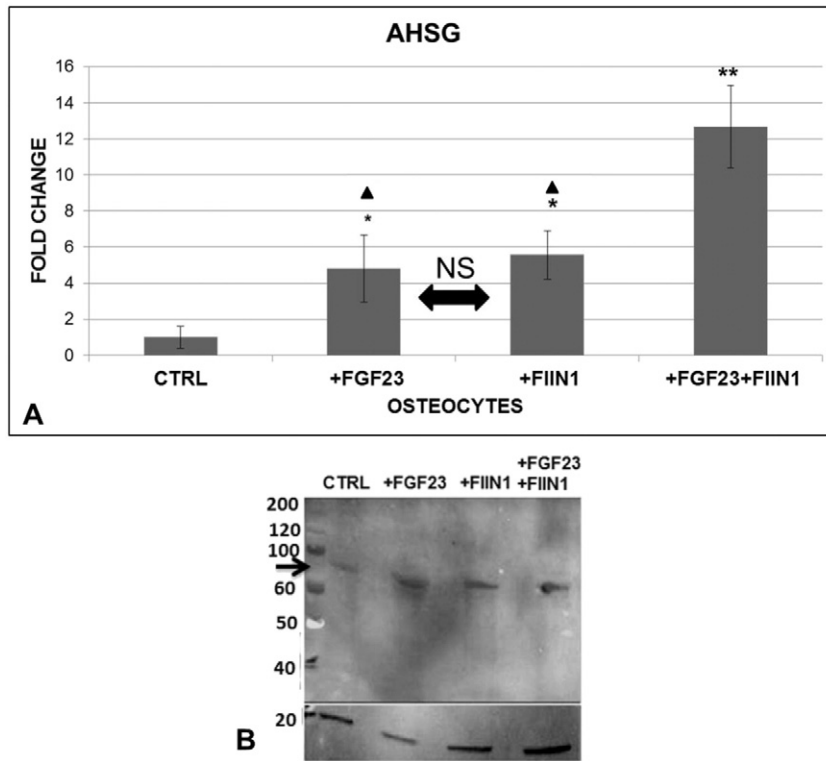 AHSG
16
14
12
10
8
6
4
2
0
FOLD CHANGE
**
▲ ▲
* *
NS
CTRL +FGF23 +FIIN1 +FGF23+FIIN1
OSTEOCYTES
A
CTRL +FGF23 +FIIN1 +FGF23
+FIIN1
200
120
100
60
50
40
20
B